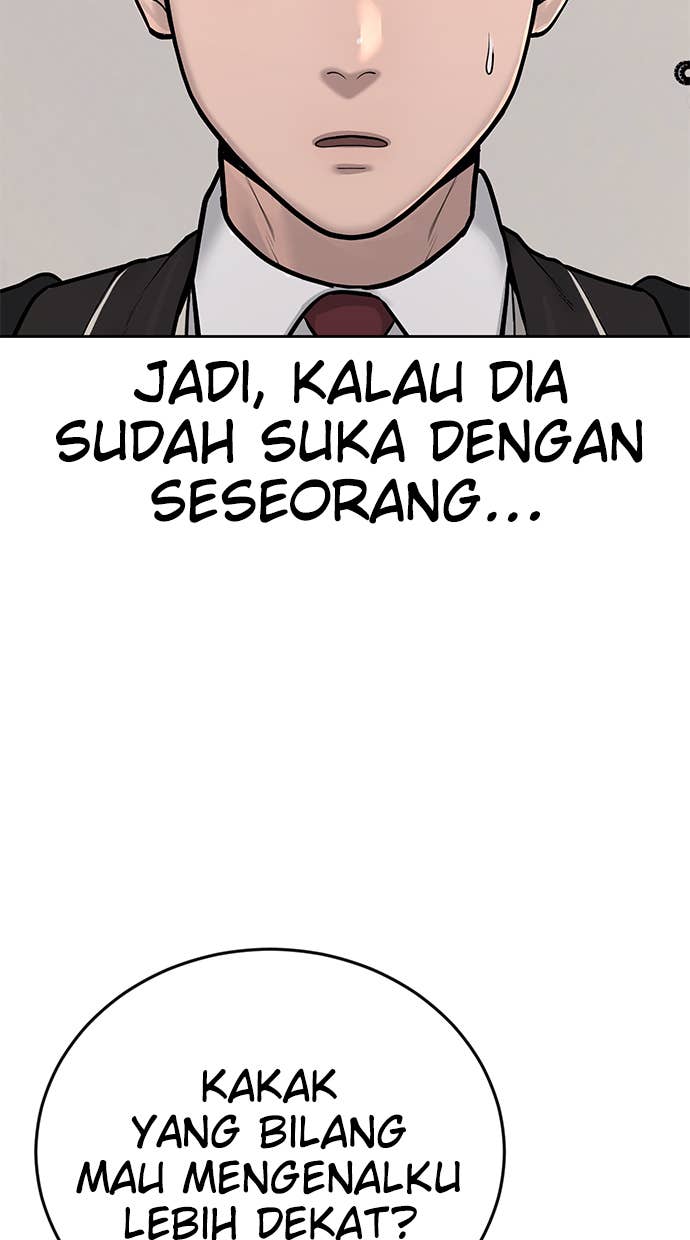 JADI, KALAU DIA
SUDAH SUKA DENGAN
SESEORANG...
KAKAK
YANG BILANG
MAU MENGENALKU
LEBIH DEKAT?